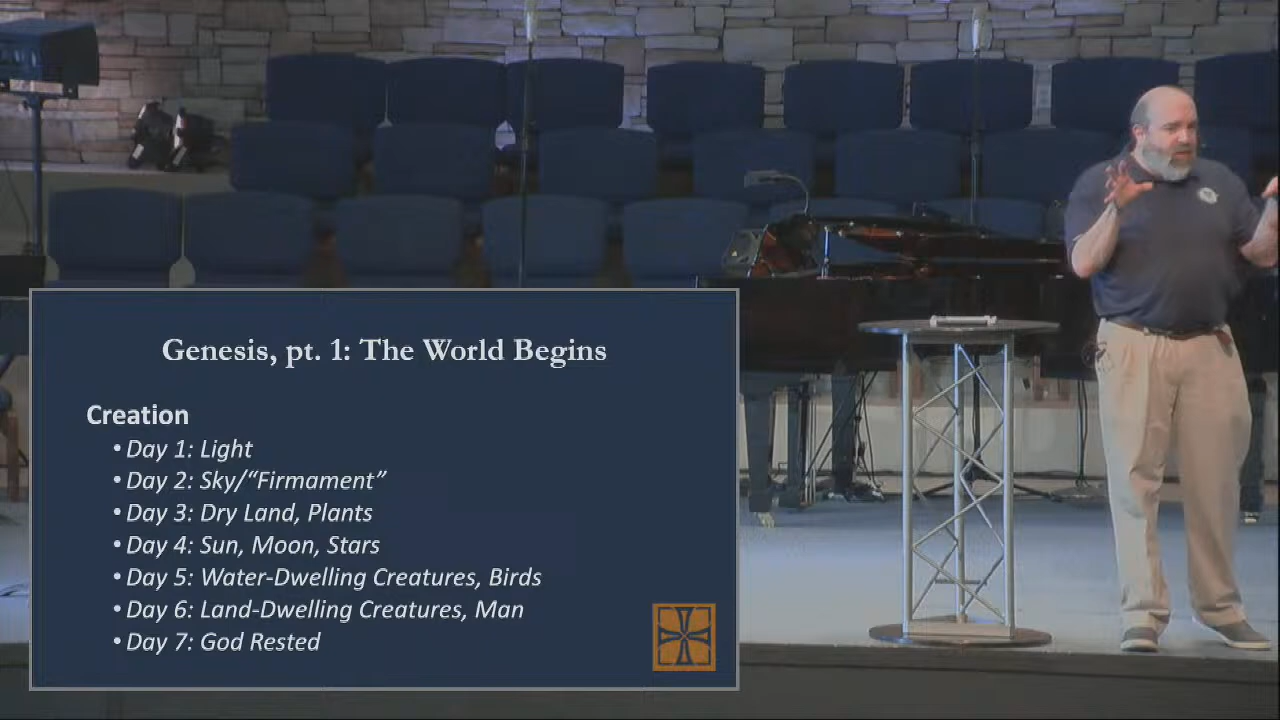 Genesis, pt. 1: The World Begins
Creation
•Day 1: Light
•Day 2: Sky/“Firmament”
•Day 3: Dry Land, Plants
•Day 4: Sun, Moon, Stars
•Day 5: Water-Dwelling Creatures, Birds
•Day 6: Land-Dwelling Creatures, Man
•Day 7: God Rested